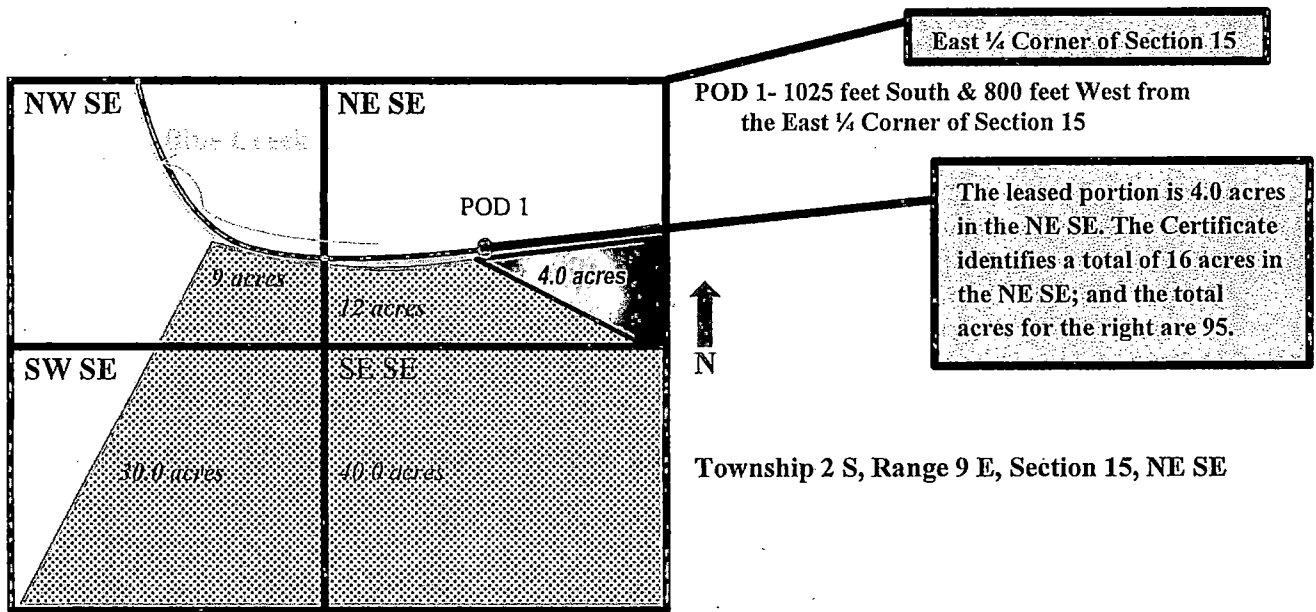 East ¼ Corner of Section 15
NW SE
NE SE
POD 1- 1025 feet South & 800 feet West from
the East ¼ Corner of Section 15
Blue Creek
POD 1
The leased portion is 4.0 acres
in the NE SE. The Certificate
identifies a total of 16 acres in
the NE SE; and the total
acres for the right are 95.
9 acres
4.0 acres
12 acres
N
SW SE
SE SE
30.0 acres
40.0 acres
Township 2 S, Range 9 E, Section 15, NE SE